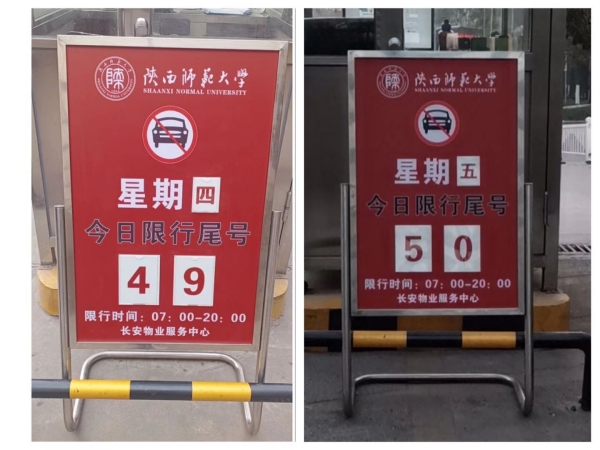 陕西师范大学
SHAANXI NORMAL UNIVERSITY
星期四
今日限行尾号
4 9
限行时间：07：00-20：00
长安物业服务中心
陕西师范大学
SHAANXI NORMAL UNIVERSITY
星期五
今日限行尾号
5 0
限行时间：07：00-20：00
长安物业服务中心